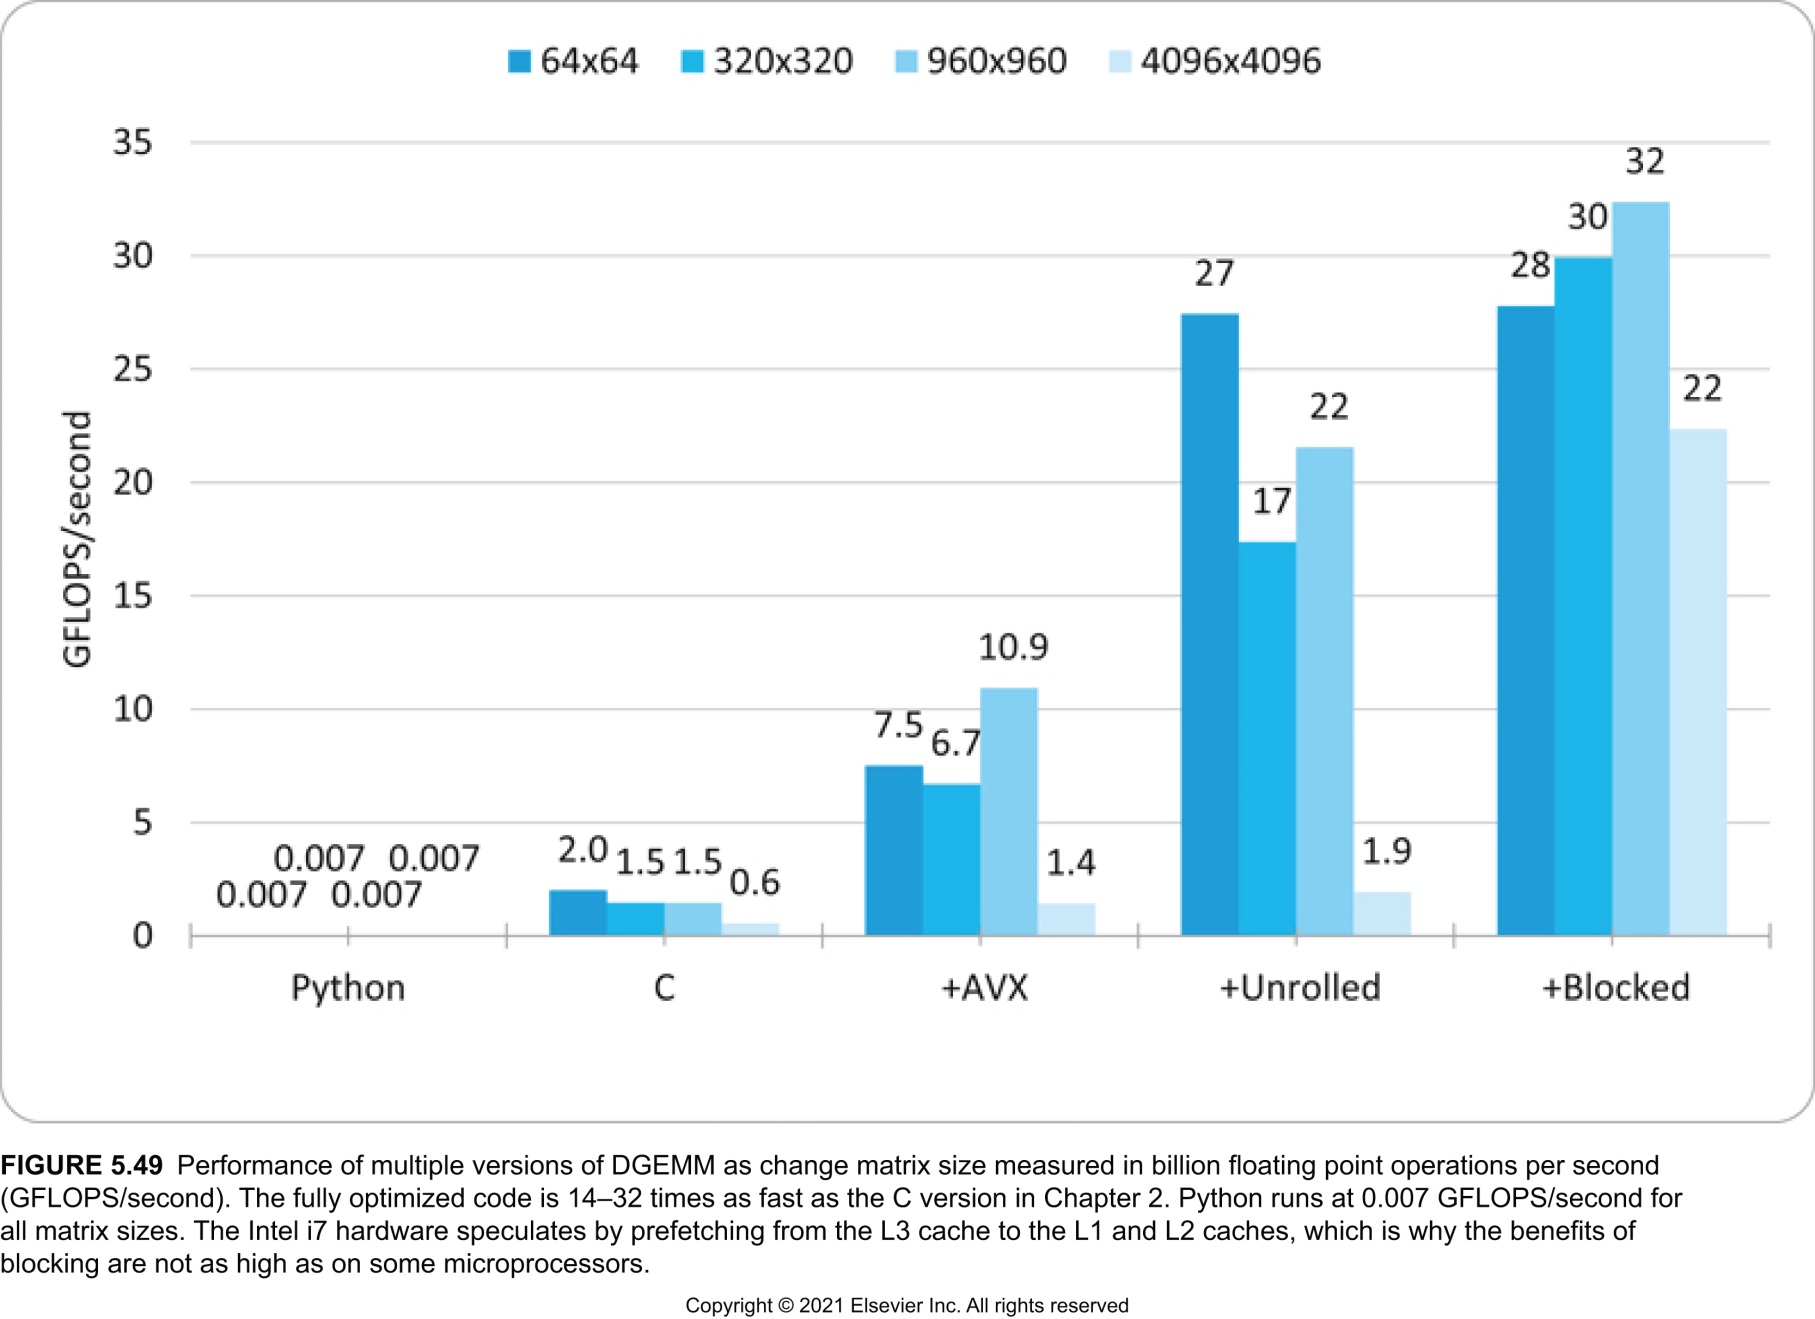 64x64 320x320 960x960 4096x4096
35
30
25
20
15
10
5
0
GFLOPS/second
0.007 0.007
0.007 0.007
2.0 1.5 1.5 0.6
7.5 6.7 10.9 1.4
27 17 22 1.9
28 30 32 22
Python C +AVX +Unrolled +Blocked
FIGURE 5.49 Performance of multiple versions of DGEMM as change matrix size measured in billion floating point operations per second
(GFLOPS/second). The fully optimized code is 14–32 times as fast as the C version in Chapter 2. Python runs at 0.007 GFLOPS/second for
all matrix sizes. The Intel i7 hardware speculates by prefetching from the L3 cache to the L1 and L2 caches, which is why the benefits of
blocking are not as high as on some microprocessors.
Copyright © 2021 Elsevier Inc. All rights reserved